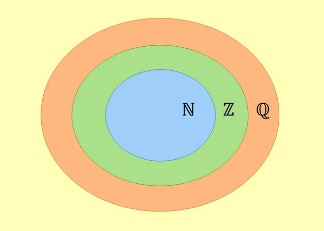 ℕ ℤ ℚ